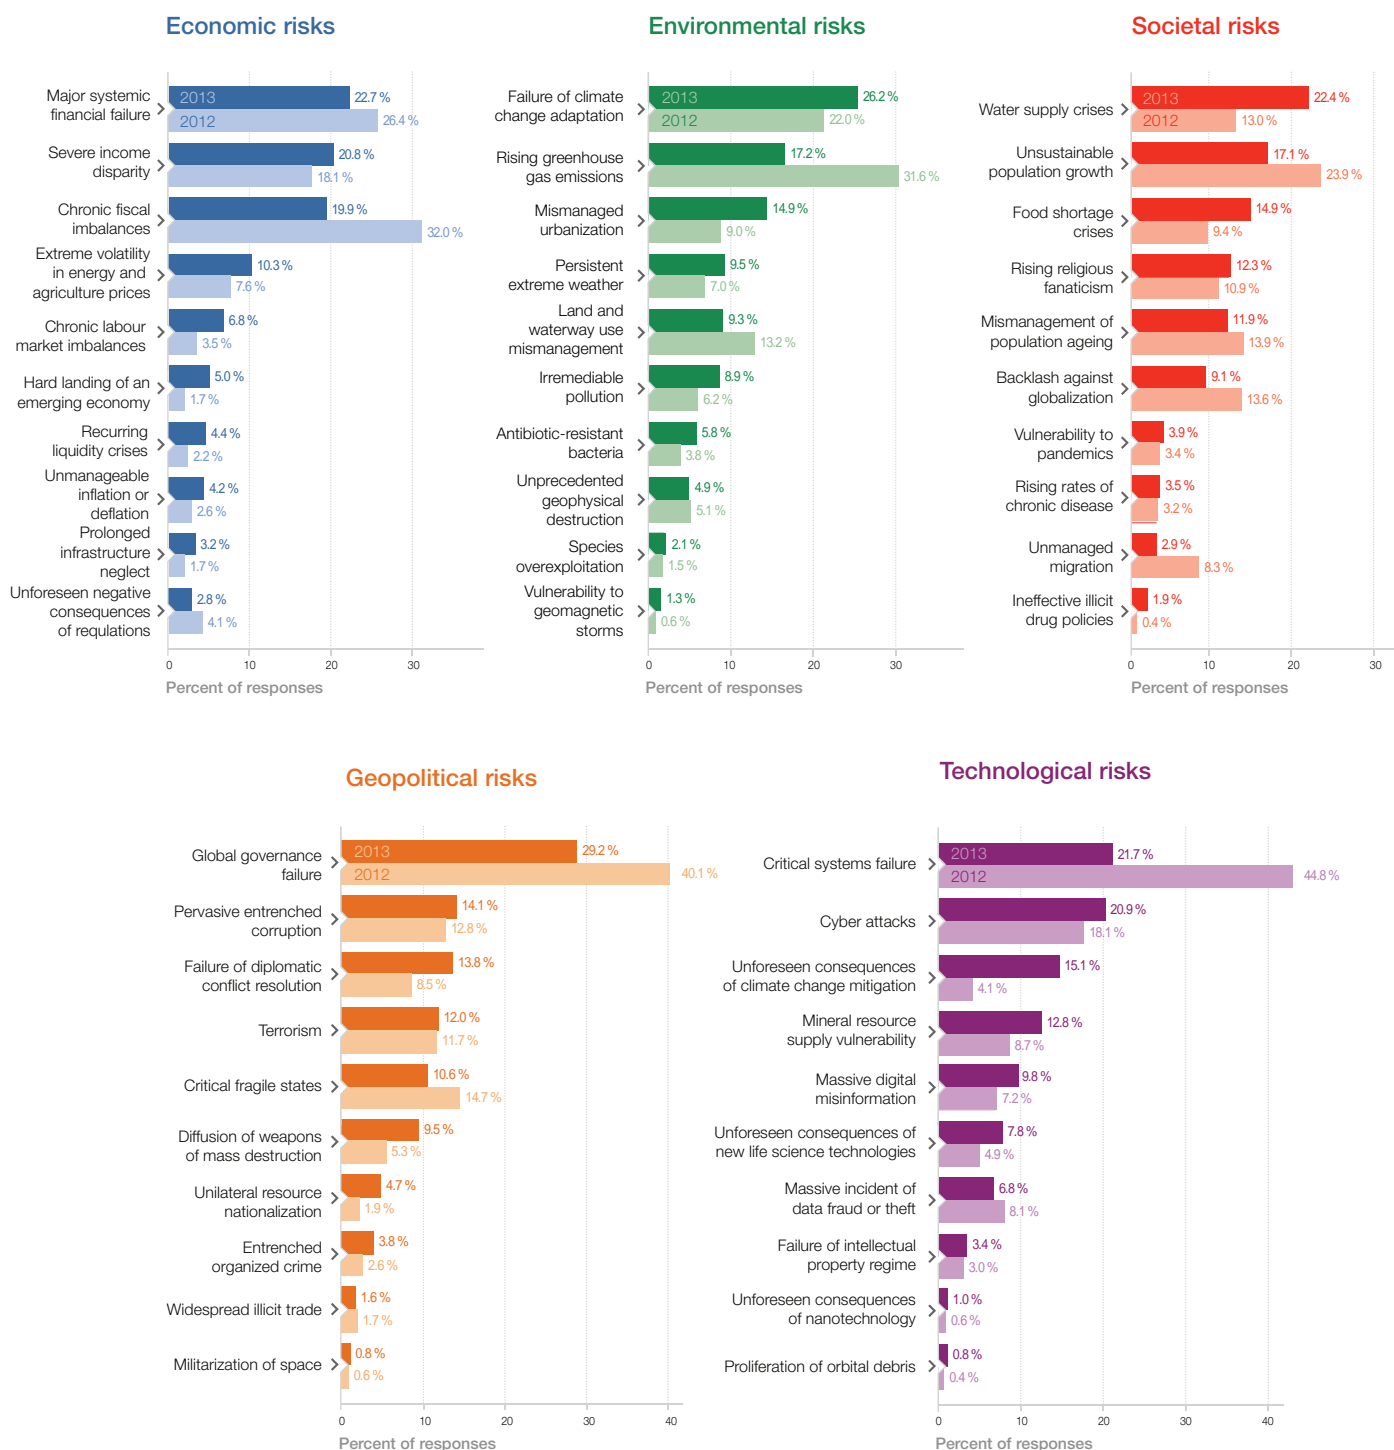 Economic risks
Major systemic
financial failure
2013
22.7 %
2012
26.4 %
Severe income
disparity
20.8 %
18.1 %
Chronic fiscal
imbalances
19.9 %
32.0 %
Extreme volatility
in energy and
agriculture prices
10.3 %
7.6 %
Chronic labour
market imbalances
6.8 %
3.5 %
Hard landing of an
emerging economy
5.0 %
1.7 %
Recurring
liquidity crises
4.4 %
2.2 %
Unmanageable
inflation or
deflation
4.2 %
2.6 %
Prolonged
infrastructure
neglect
3.2 %
1.7 %
Unforeseen negative
consequences
of requlations
2.8 %
4.1 %
0 10 20 30
Percent of responses
Environmental risks
Failure of climate
change adaptation
2013
26.2 %
2012
22.0 %
Rising greenhouse
gas emissions
17.2 %
31.6 %
Mismanaged
urbanization
14.9 %
9.0 %
Persistent
extreme weather
9.5 %
7.0 %
Land and
waterway use
mismanagement
9.3 %
13.2 %
Irremediable
pollution
8.9 %
6.2 %
Antibiotic-resistant
bacteria
5.8 %
3.8 %
Unprecedented
geophysical
destruction
4.9 %
5.1 %
Species
overexploitation
2.1 %
1.5 %
Vulnerability to
geomagnetic
storms
1.3 %
0.6 %
0 10 20 30
Percent of responses
Societal risks
Water supply crises
2013
22.4 %
2012
13.0 %
Unsustainable
population growth
17.1 %
23.9 %
Food shortage
crises
14.9 %
9.4 %
Rising religious
fanaticism
12.3 %
10.9 %
Mismanagement of
population ageing
11.9 %
13.9 %
Backlash against
globalization
9.1 %
13.6 %
Vulnerability to
pandemics
3.9 %
3.4 %
Rising rates of
chronic disease
3.5 %
3.2 %
Unmanaged
migration
2.9 %
8.3 %
Ineffective illicit
drug policies
1.9 %
0.4 %
0 10 20 30
Percent of responses
Geopolitical risks
Global governance
failure
2013
29.2 %
2012
40.1 %
Pervasive entrenched
corruption
14.1 %
12.8 %
Failure of diplomatic
conflict resolution
13.8 %
8.5 %
Terrorism
12.0 %
11.7 %
Critical fragile states
10.6 %
14.7 %
Diffusion of weapons
of mass destruction
9.5 %
5.3 %
Unilateral resource
nationalization
4.7 %
1.9 %
Entrenched
organized crime
3.8 %
2.6 %
Widespread illicit trade
1.6 %
1.7 %
Militarization of space
0.8 %
0.6 %
0 10 20 30 40
Percent of responses
Technological risks
Critical systems failure
2013
21.7 %
2012
44.8 %
Cyber attacks
20.9 %
18.1 %
Unforeseen consequences
of climate change mitigation
15.1 %
4.1 %
Mineral resource
supply vulnerability
12.8 %
8.7 %
Massive digital
misinformation
9.8 %
7.2 %
Unforeseen consequences of
new life science technologies
7.8 %
4.9 %
Massive incident of
data fraud or theft
6.8 %
8.1 %
Failure of intellectual
property regime
3.4 %
3.0 %
Unforeseen consequences
of nanotechnology
1.0 %
0.6 %
Proliferation of orbital debris
0.8 %
0.4 %
0 10 20 30 40
Percent of responses